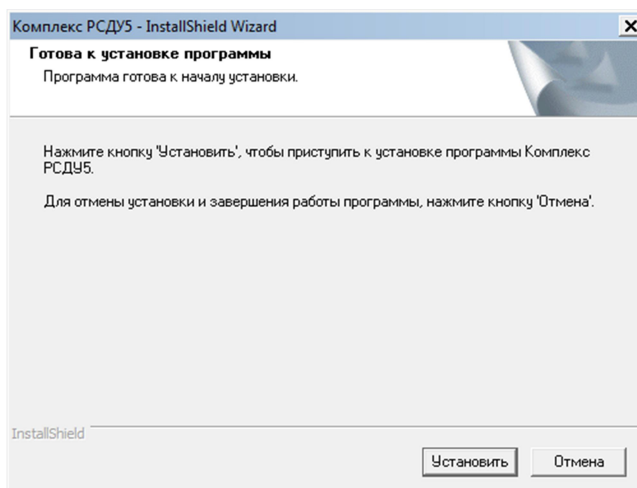 Комплекс РСДУ5 - InstallShield Wizard
Готова к установке программы
Программа готова к началу установки.
Нажмите кнопку 'Установить', чтобы приступить к установке программы Комплекс
РСДУ5.
Для отмены установки и завершения работы программы, нажмите кнопку 'Отмена'.
InstallShield
Установить
Отмена